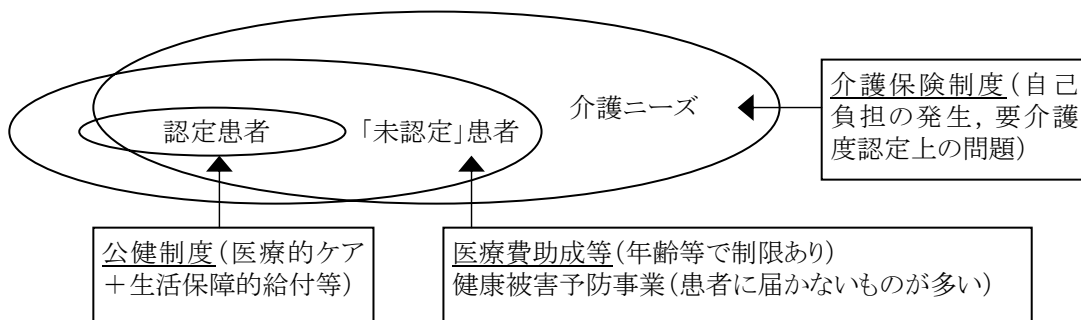 介護ニーズ
介護保険制度(自己
負担の発生, 要介護
度認定上の問題)
認定患者
「未認定」患者
公健制度(医療的ケア
+生活保障的給付等)
医療費助成等(年齢等で制限あり)
健康被害予防事業(患者に届かないものが多い)